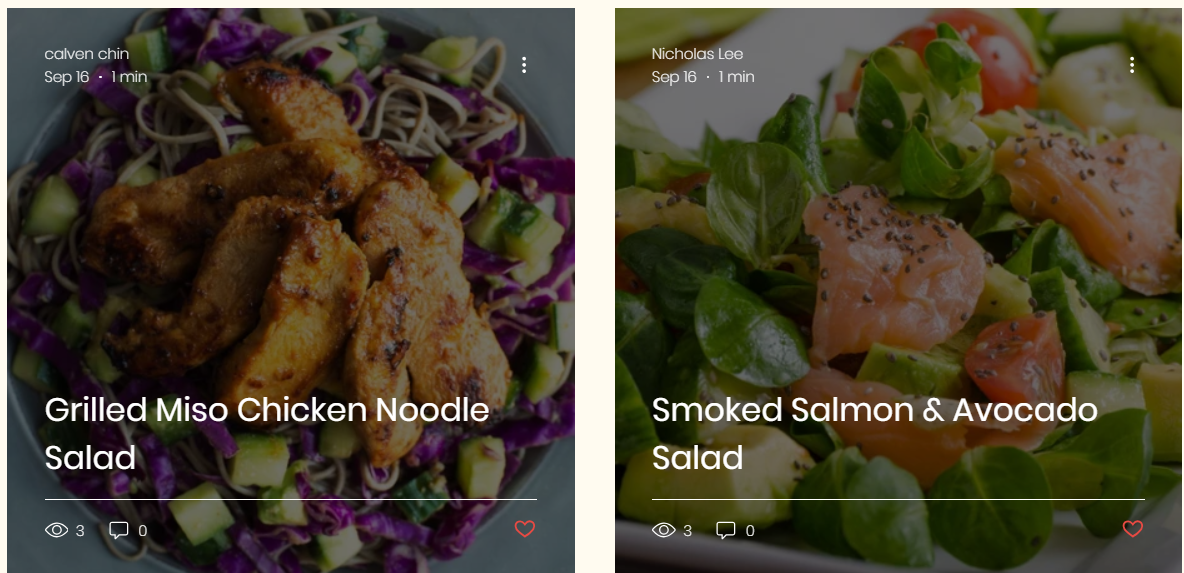 calven chin
Sep 16 · 1 min
Grilled Miso Chicken Noodle
Salad
3
0
Nicholas Lee
Sep 16 · 1 min
Smoked Salmon & Avocado
Salad
3
0